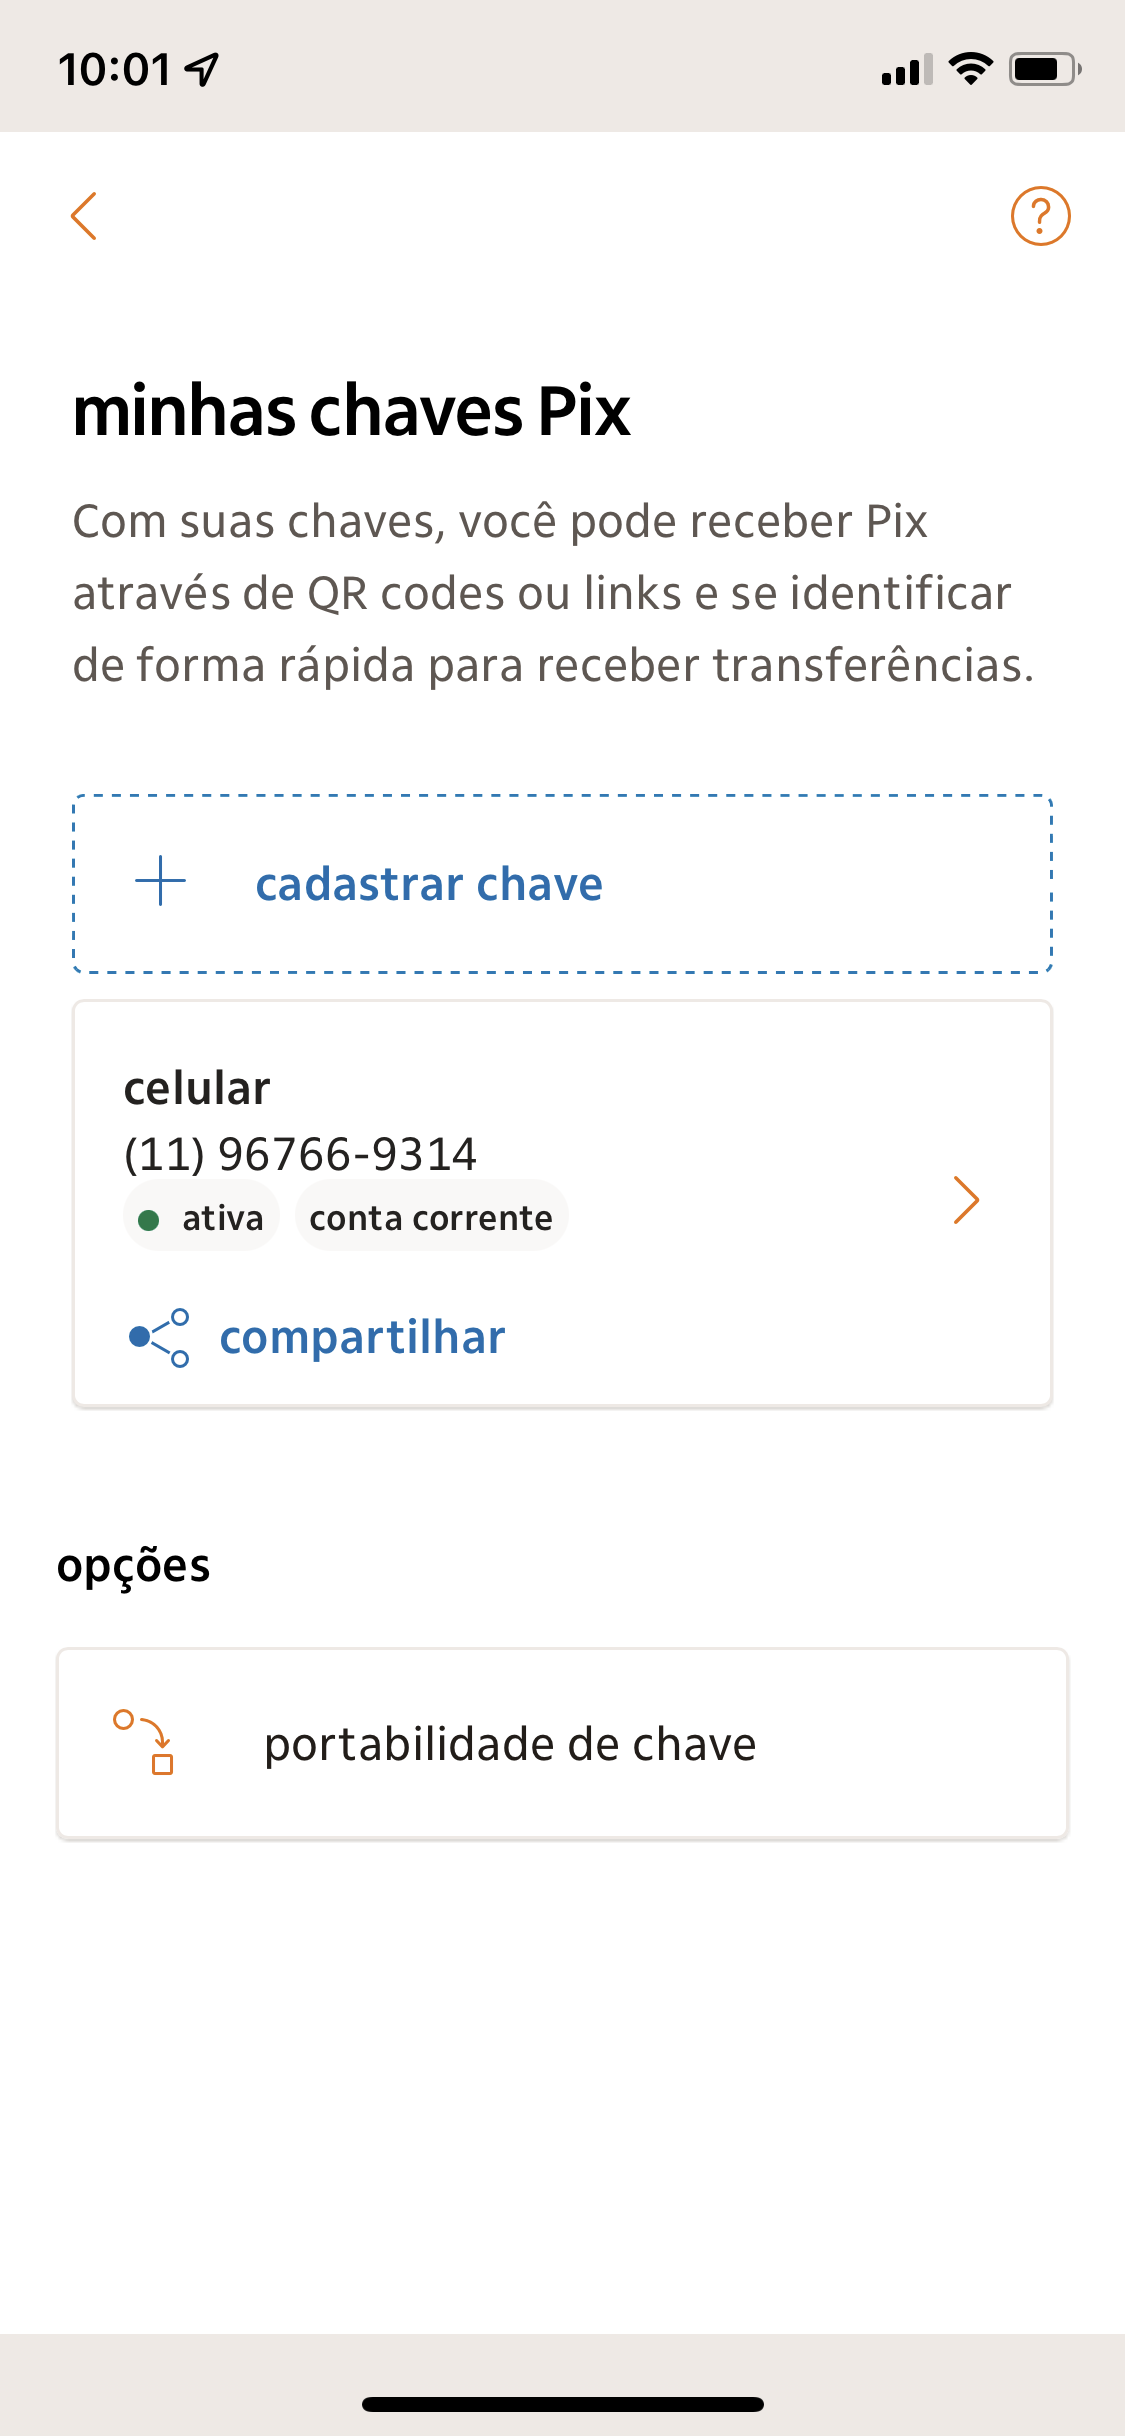 10:01
?
minhas chaves Pix
Com suas chaves, você pode receber Pix
através de QR codes ou links e se identificar
de forma rápida para receber transferências.
cadastrar chave
celular
(11) 96766-9314
ativa conta corrente
compartilhar
opções
portabilidade de chave